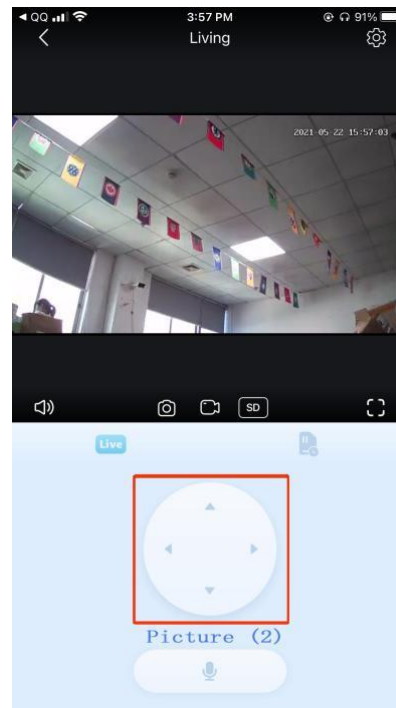 QQ
3:57 PM
91%
Living
2021-05-22 15:57:03
SD
Live
Picture (2)